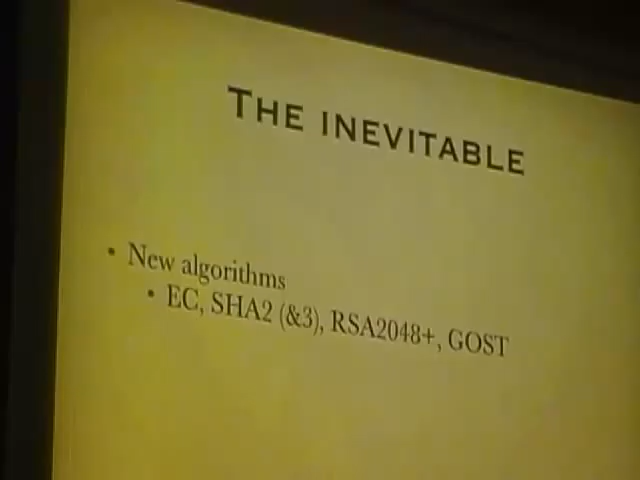 THE INEVITABLE
• New algorithms
• EC, SHA2 (&3), RSA2048+, GOST